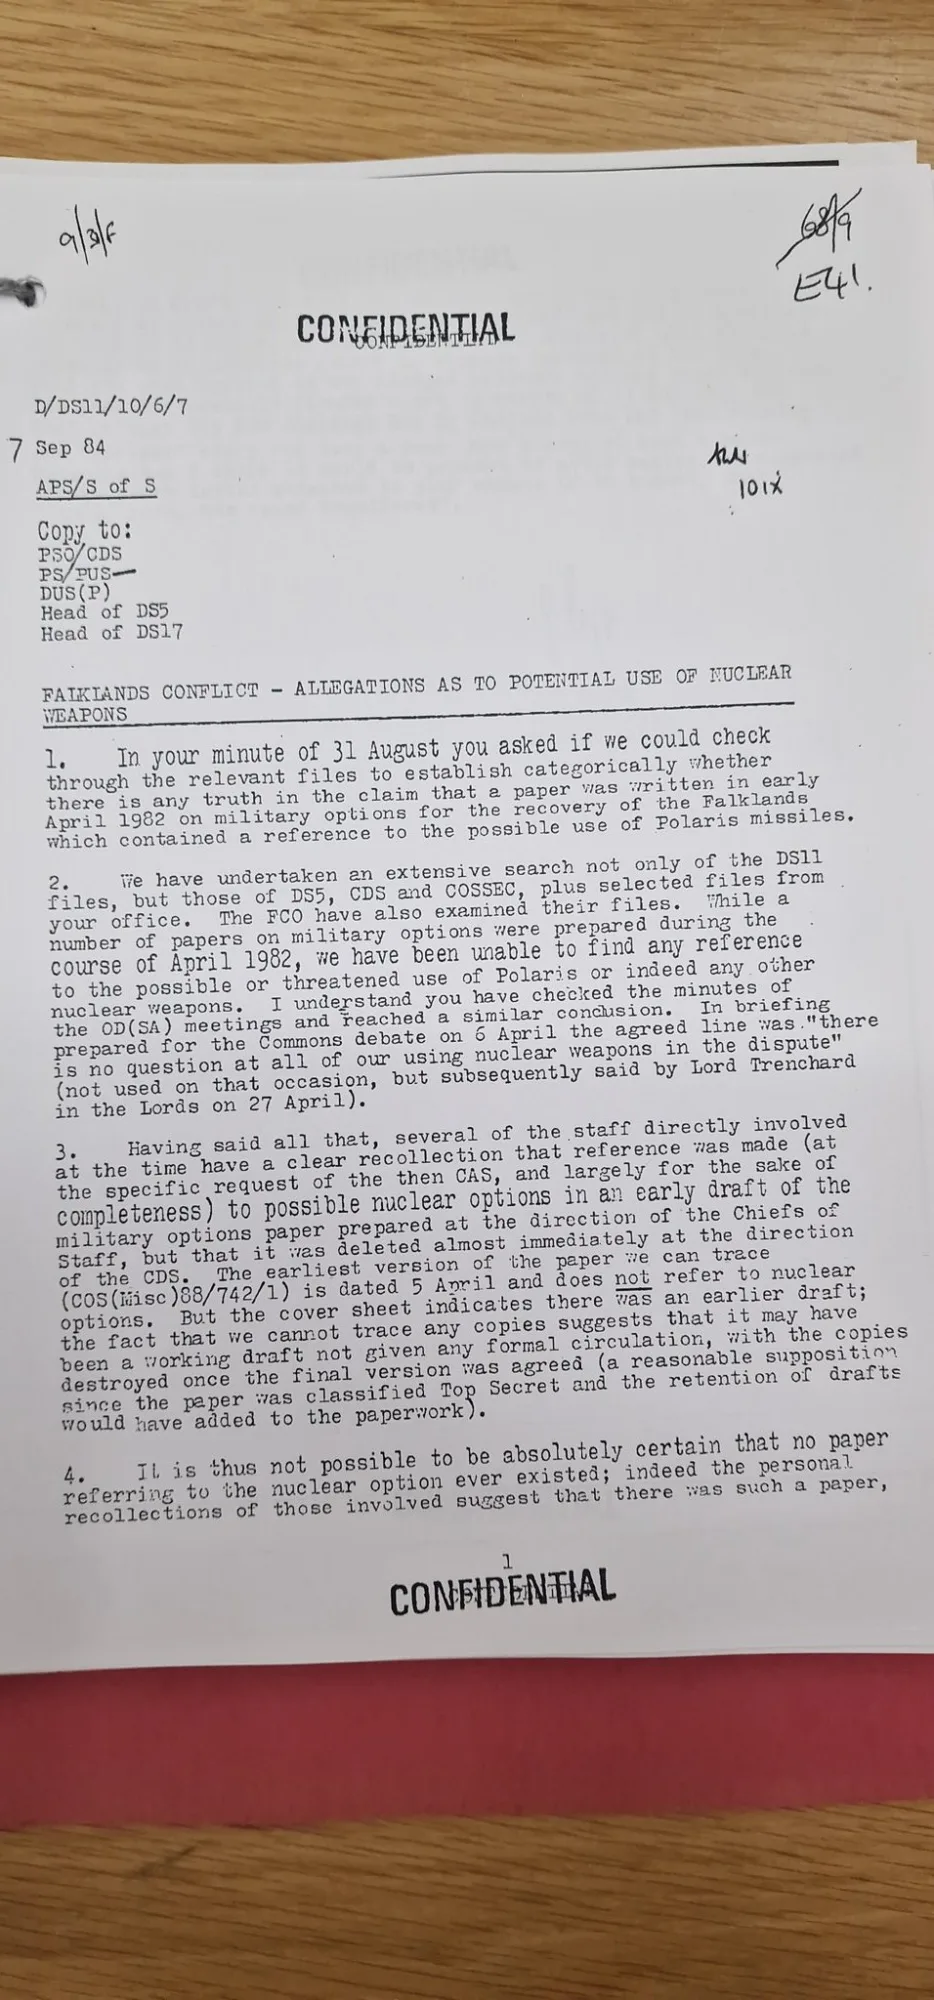 68/9
E41.
CONFIDENTIAL
D/DS11/10/6/7
7 Sep 84
APS/S of S
10 ix
Copy to:
PSO/CDS
PS/PUS
DUS(P)
Head of DS5
Head of DS17
FALKLANDS CONFLICT - ALLEGATIONS AS TO POTENTIAL USE OF NUCLEAR
WEAPONS
1. In your minute of 31 August you asked if we could check
through the relevant files to establish categorically whether
there is any truth in the claim that a paper was written in early
April 1982 on military options for the recovery of the Falklands
which contained a reference to the possible use of Polaris missiles.
2. We have undertaken an extensive search not only of the DS11
files, but those of DS5, CDS and COSSEC, plus selected files from
your office. The FCO have also examined their files. While a
number of papers on military options were prepared during the
course of April 1982, we have been unable to find any reference
to the possible or threatened use of Polaris or indeed any other
nuclear weapons. I understand you have checked the minutes of
the OD(SA) meetings and reached a similar conclusion. In briefing
prepared for the Commons debate on 6 April the agreed line was "there
is no question at all of our using nuclear weapons in the dispute"
(not used on that occasion, but subsequently said by Lord Trenchard
in the Lords on 27 April).
3. Having said all that, several of the staff directly involved
at the time have a clear recollection that reference was made (at
the specific request of the then CAS, and largely for the sake of
completeness) to possible nuclear options in an early draft of the
military options paper prepared at the direction of the Chiefs of
Staff, but that it was deleted almost immediately at the direction
of the CDS. The earliest version of the paper we can trace
(COS(Misc)88/742/1) is dated 5 April and does not refer to nuclear
options. But the cover sheet indicates there was an earlier draft;
the fact that we cannot trace any copies suggests that it may have
been a working draft not given any formal circulation, with the copies
destroyed once the final version was agreed (a reasonable supposition
since the paper was classified Top Secret and the retention of drafts
would have added to the paperwork).
4. It is thus not possible to be absolutely certain that no paper
referring to the nuclear option ever existed; indeed the personal
recollections of those involved suggest that there was such a paper,
1
CONFIDENTIAL